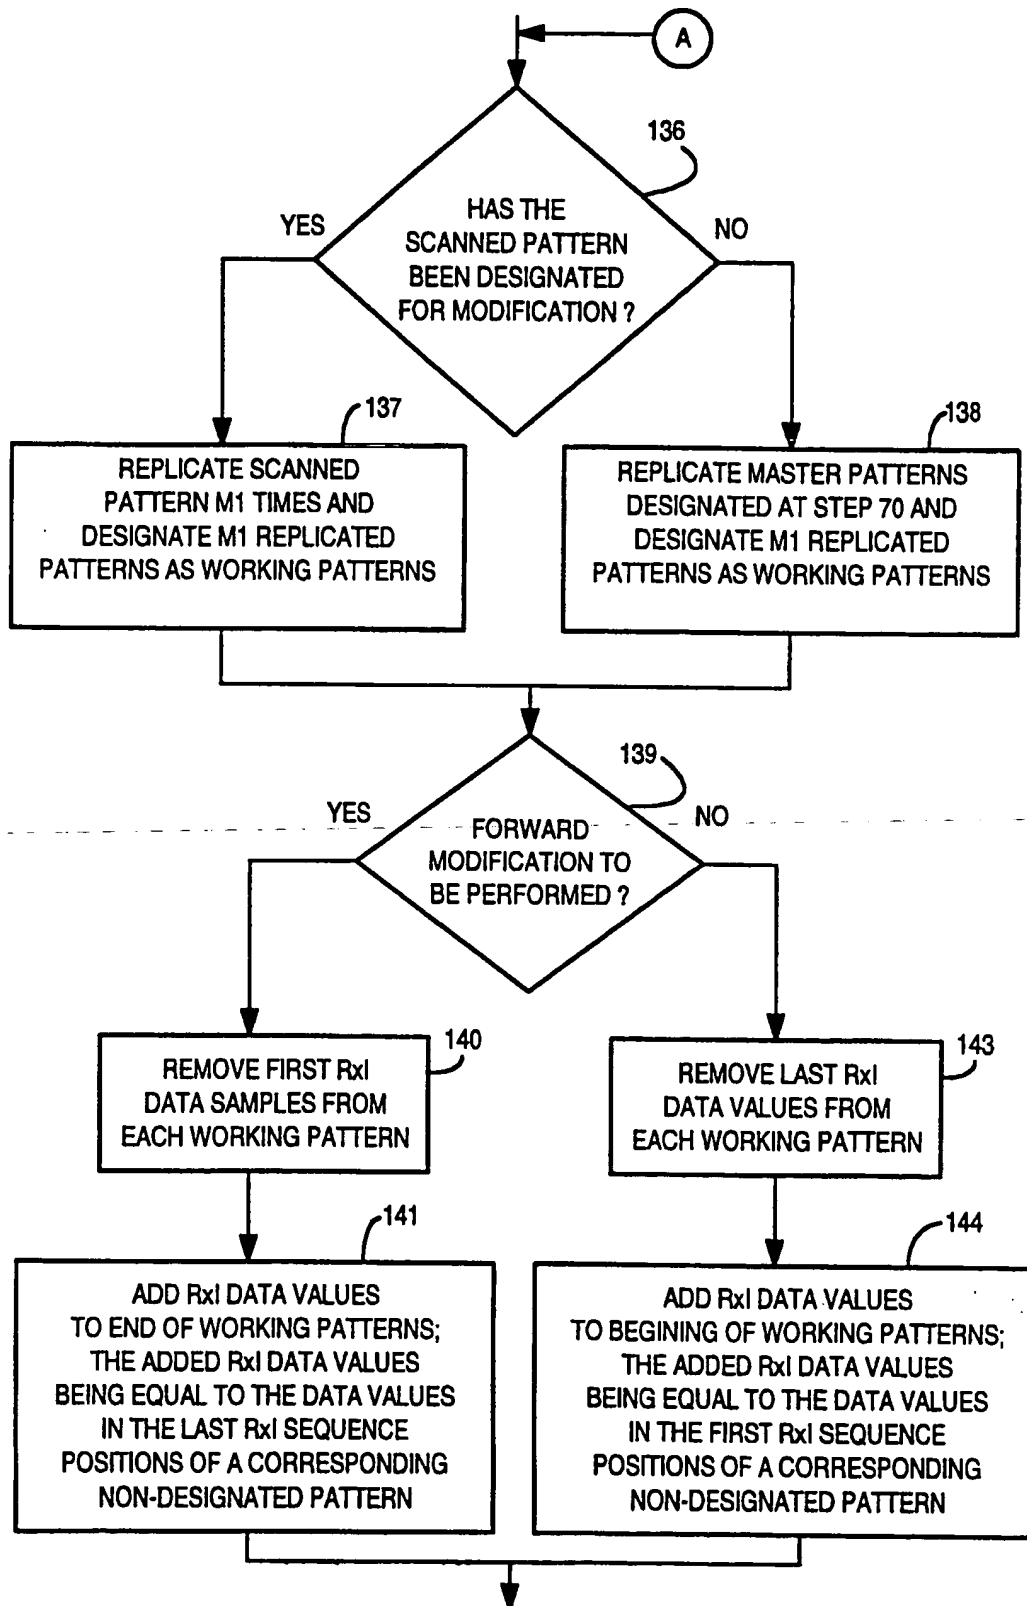 A
136
YES
HAS THE
NO
SCANNED PATTERN
BEEN DESIGNATED
FOR MODIFICATION ?
137
REPLICATE SCANNED
PATTERN M1 TIMES AND
DESIGNATE M1 REPLICATED
PATTERNS AS WORKING PATTERNS
138
REPLICATE MASTER PATTERNS
DESIGNATED AT STEP 70 AND
DESIGNATE M1 REPLICATED
PATTERNS AS WORKING PATTERNS
139
YES
NO
FORWARD
MODIFICATION TO
BE PERFORMED ?
140
REMOVE FIRST RxI
DATA SAMPLES FROM
EACH WORKING PATTERN
143
REMOVE LAST RxI
DATA VALUES FROM
EACH WORKING PATTERN
141
ADD RxI DATA VALUES
TO END OF WORKING PATTERNS;
THE ADDED RxI DATA VALUES
BEING EQUAL TO THE DATA VALUES
IN THE LAST RxI SEQUENCE
POSITIONS OF A CORRESPONDING
NON-DESIGNATED PATTERN
144
ADD RxI DATA VALUES
TO BEGINING OF WORKING PATTERNS;
THE ADDED RxI DATA VALUES
BEING EQUAL TO THE DATA VALUES
IN THE FIRST RxI SEQUENCE
POSITIONS OF A CORRESPONDING
NON-DESIGNATED PATTERN